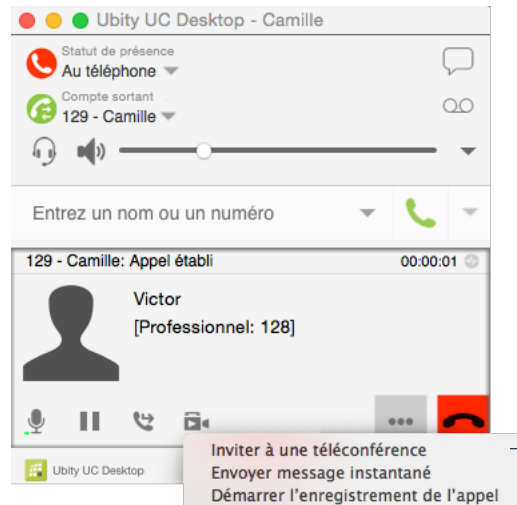 Ubity UC Desktop - Camille
Statut de présence
Au téléphone
Compte sortant
129 - Camille
Entrez un nom ou un numéro
129 - Camille: Appel établi 00:00:01
Victor
[Professionnel: 128]
Ubity UC Desktop
Inviter à une téléconférence
Envoyer message instantané
Démarrer l'enregistrement de l'appel